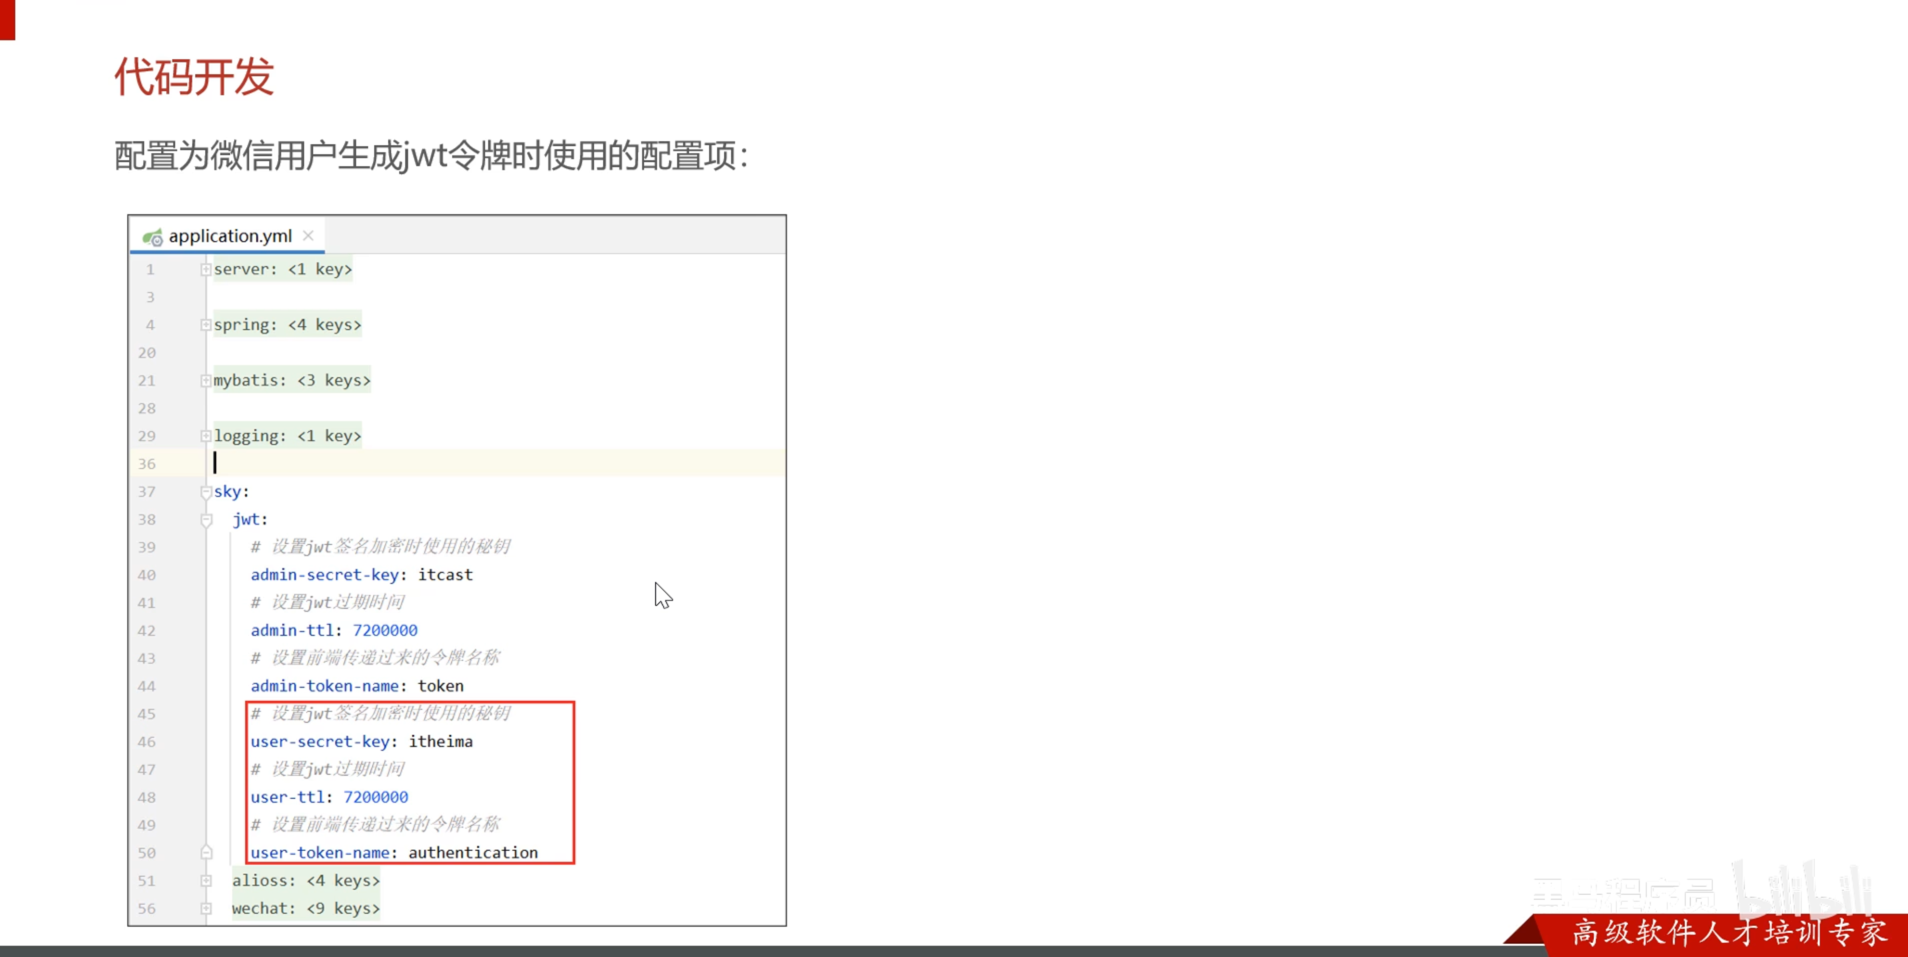 代码开发
配置为微信用户生成jwt令牌时使用的配置项：
application.yml
1 server: <1 key>
3
4 spring: <4 keys>
20
21 mybatis: <3 keys>
28
29 logging: <1 key>
36
37 sky:
38 jwt:
39 # 设置jwt签名加密时使用的秘钥
40 admin-secret-key: itcast
41 # 设置jwt过期时间
42 admin-ttl: 7200000
43 # 设置前端传递过来的令牌名称
44 admin-token-name: token
45 # 设置jwt签名加密时使用的秘钥
46 user-secret-key: itheima
47 # 设置jwt过期时间
48 user-ttl: 7200000
49 # 设置前端传递过来的令牌名称
50 user-token-name: authentication
51 alioss: <4 keys>
56 wechat: <9 keys>
黑马程序员 bilibili
高级软件人才培训专家